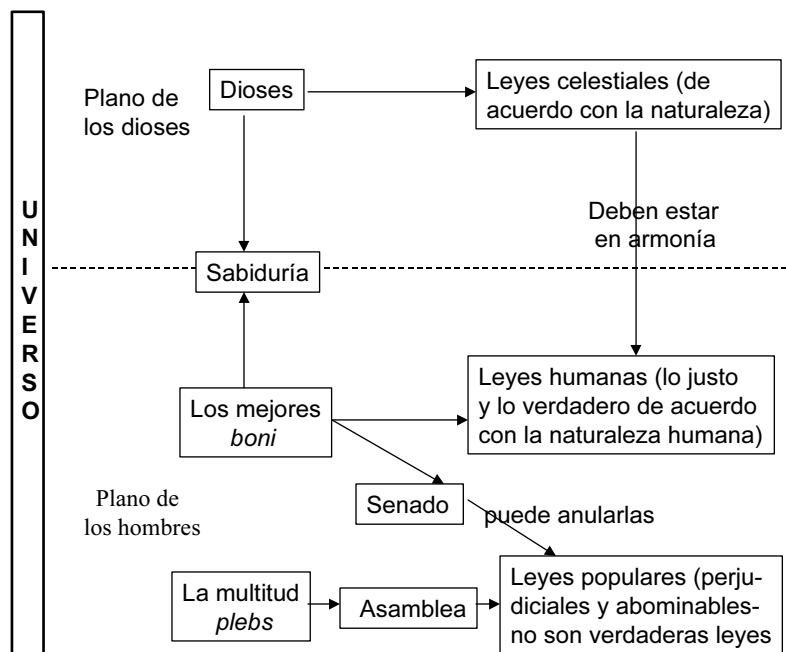 UNIVERSO
Plano de
los dioses
Dioses
Leyes celestiales (de
acuerdo con la naturaleza)
Deben estar
en armonía
Sabiduría
Los mejores
boni
Leyes humanas (lo justo
y lo verdadero de acuerdo
con la naturaleza humana)
Plano de
los hombres
Senado
puede anularlas
La multitud
plebs
Asamblea
Leyes populares (perju-
diciales y abominables-
no son verdaderas leyes